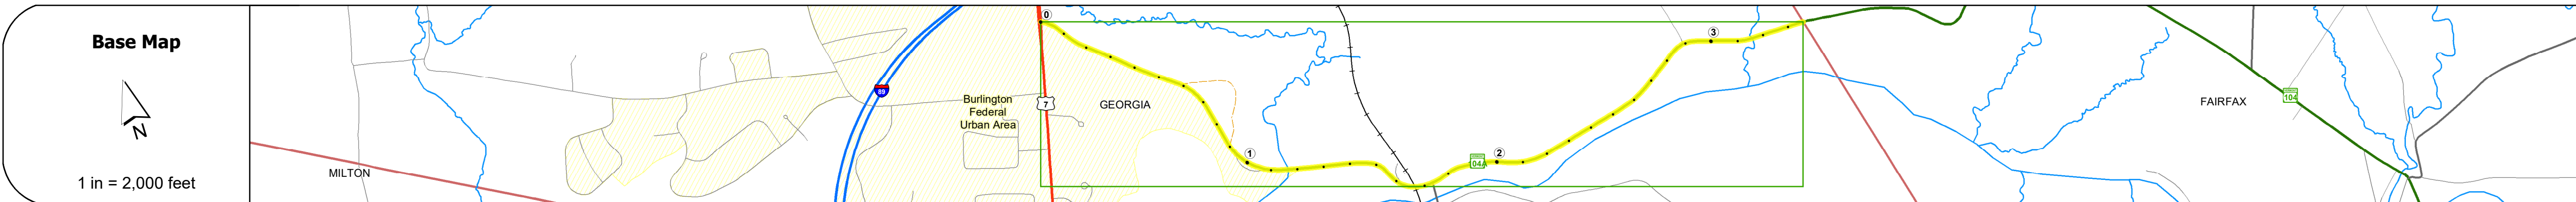 Base Map
N
1 in = 2,000 feet
MILTON
89
Burlington
Federal
Urban Area
0
7
GEORGIA
1
04A
2
3
FAIRFAX
104